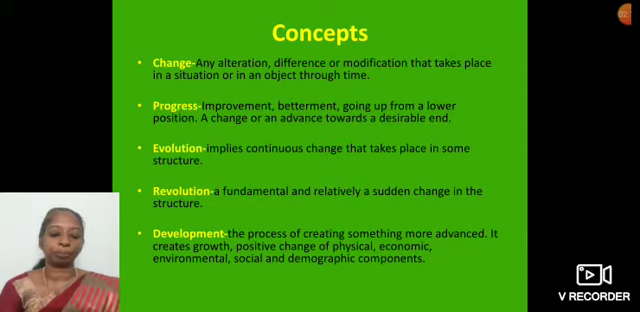 Concepts
• Change-Any alteration, difference or modification that takes place
in a situation or in an object through time.
• Progress-Improvement, betterment, going up from a lower
position. A change or an advance towards a desirable end.
• Evolution-implies continuous change that takes place in some
structure.
• Revolution-a fundamental and relatively a sudden change in the
structure.
• Development-the process of creating something more advanced. It
creates growth, positive change of physical, economic,
environmental, social and demographic components.
V RECORDER